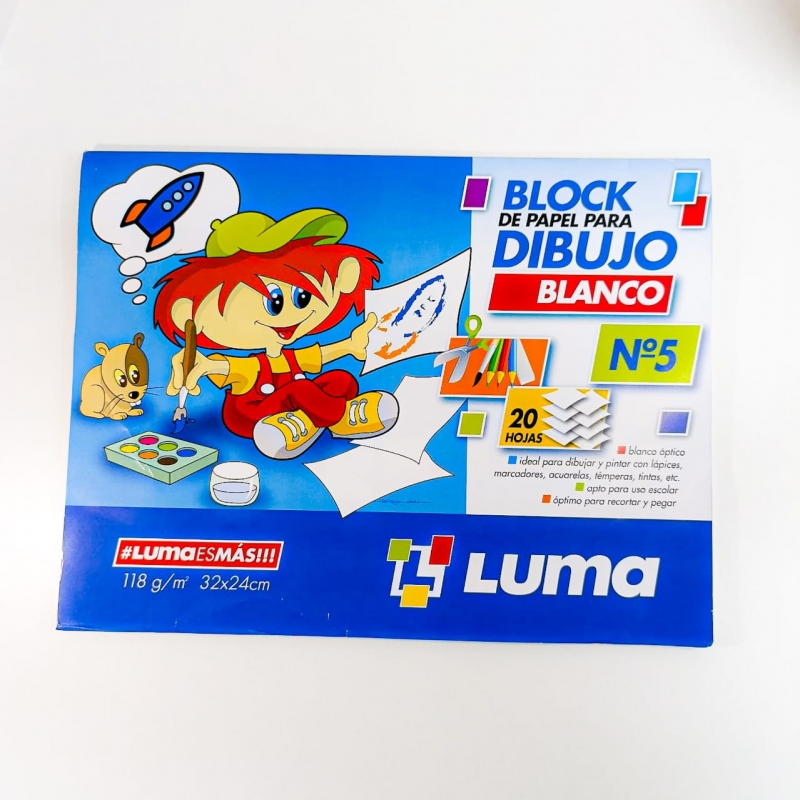 BLOCK
DE PAPEL PARA
DIBUJO
BLANCO
Nº5
20
HOJAS
blanco óptico
ideal para dibujar y pintar con lápices,
marcadores, acuarelas, témperas, tintas, etc.
apto para uso escolar
óptimo para recortar y pegar
#LUMAESMÁS!!!
118 g/m² 32x24cm
LUMA